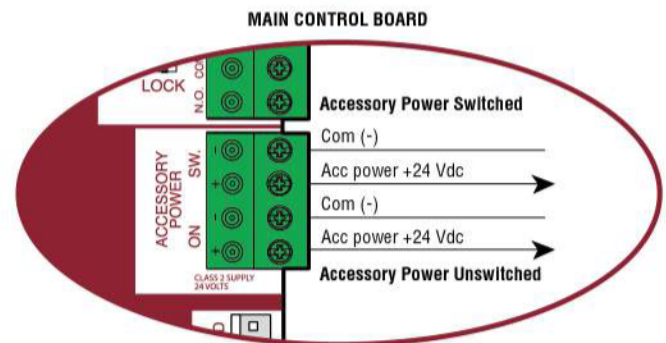 MAIN CONTROL BOARD
LOCK
N.O.
Accessory Power Switched
ACCESSORY
POWER
SW.
ON
- Com (-)
+ Acc power +24 Vdc
- Com (-)
+ Acc power +24 Vdc
CLASS 2 SUPPLY
24 VOLTS
Accessory Power Unswitched